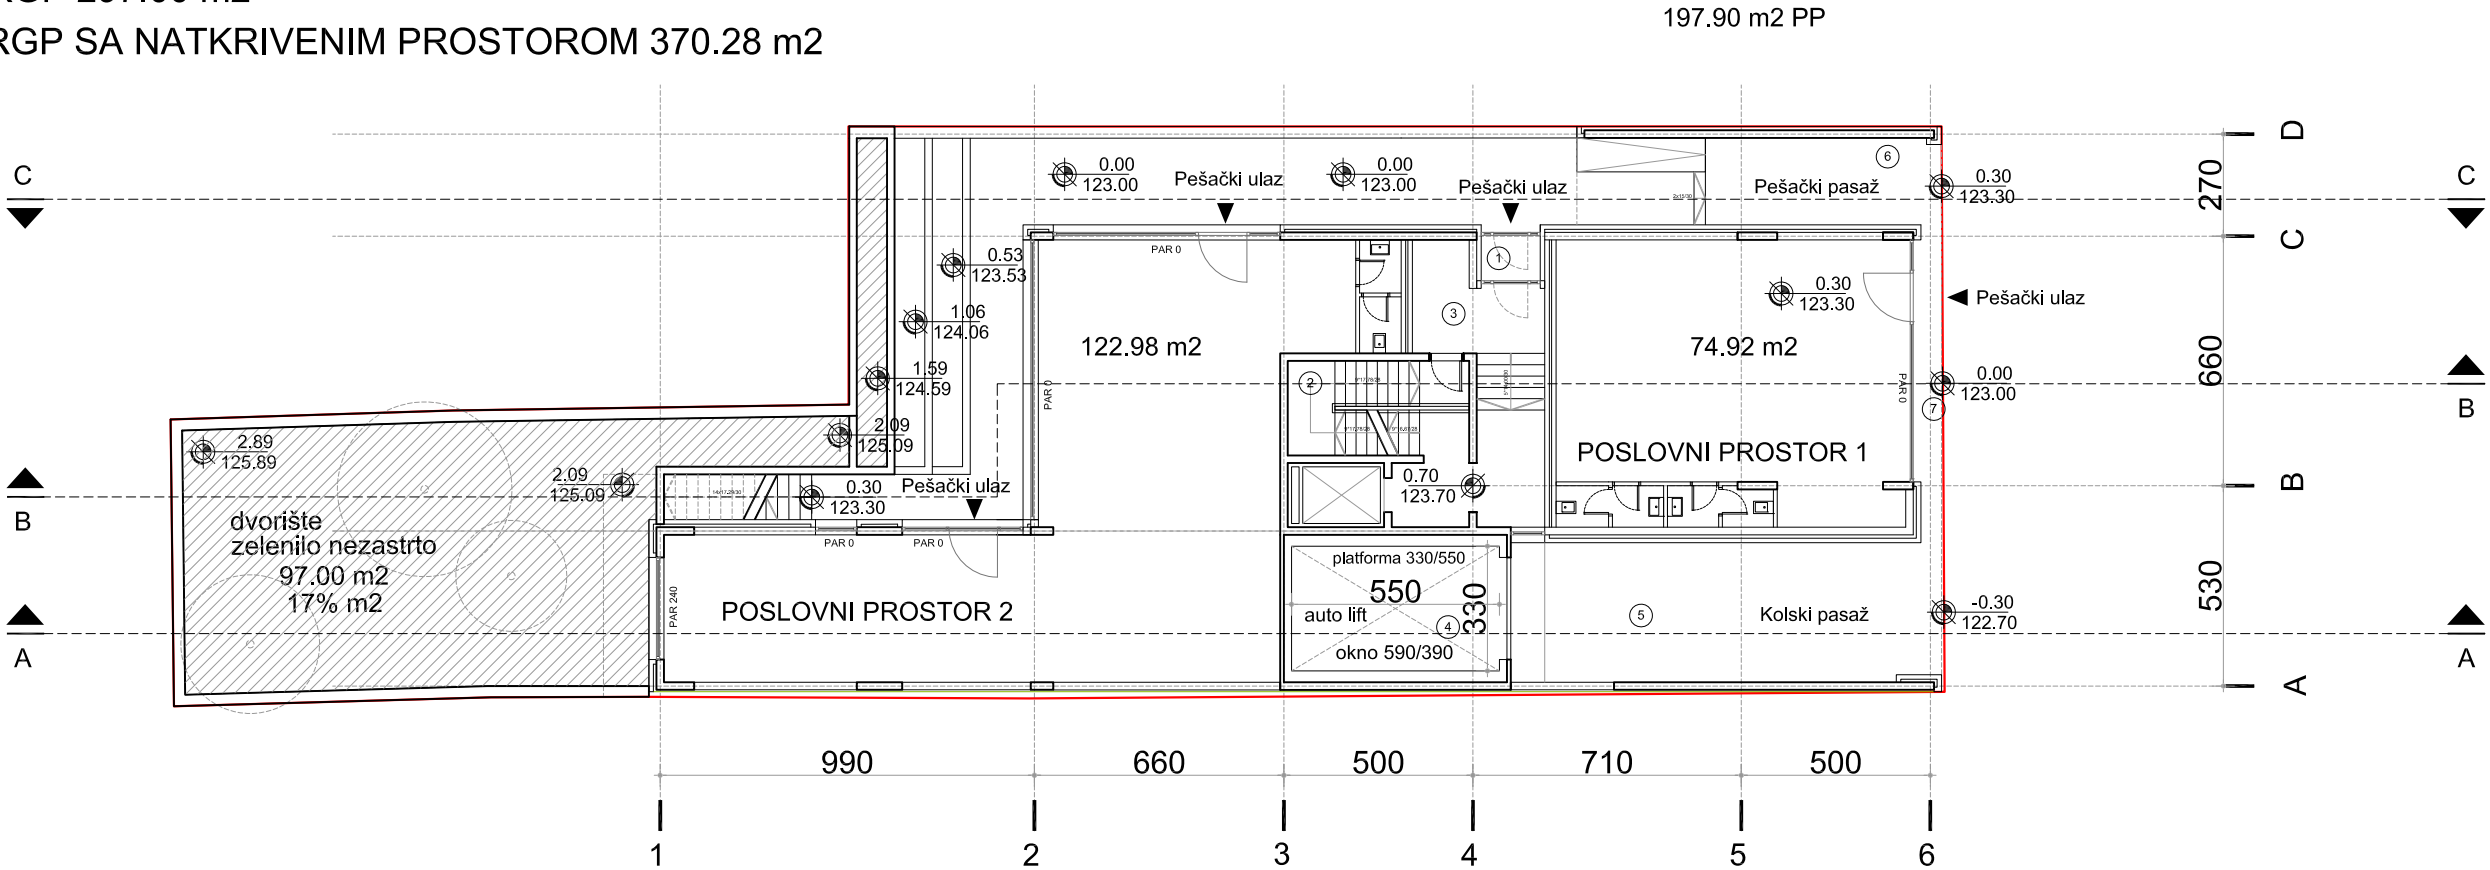 197.90 m2 PP
RGP SA NATKRIVENIM PROSTOROM 370.28 m2
D
C
C
270
C
660
B
B
B
B
530
A
A
A
0.00
123.00
0.00
123.00
Pešački ulaz
Pešački ulaz
Pešački pasaž
6
0.30
123.30
PAR 0
0.53
123.53
1
0.30
123.30
Pešački ulaz
1.06
124.06
3
122.98 m2
74.92 m2
1.59
124.59
PAR 0
2
PAR 0
0.00
123.00
7
2.09
125.09
2.89
125.89
POSLOVNI PROSTOR 1
2.09
125.09
0.30
123.30
Pešački ulaz
0.70
123.70
dvorište
zelenilo nezastrto
97.00 m2
17% m2
PAR 0
PAR 0
PAR 240
POSLOVNI PROSTOR 2
platforma 330/550
550
330
auto lift
4
okno 590/390
5
Kolski pasaž
-0.30
122.70
990
660
500
710
500
1
2
3
4
5
6